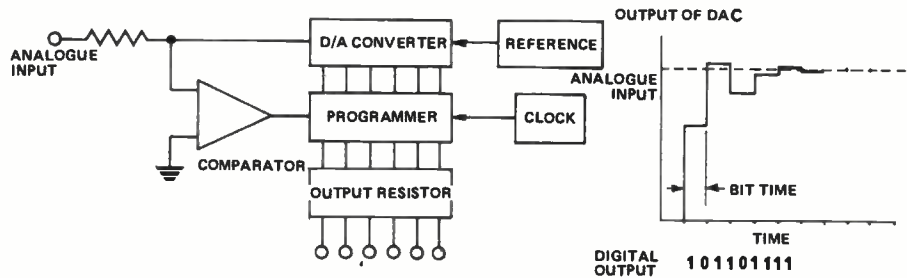 ANALOGUE
INPUT
D/A CONVERTER
REFERENCE
PROGRAMMER
CLOCK
COMPARATOR
OUTPUT RESISTOR
OUTPUT OF DAC
ANALOGUE
INPUT
BIT TIME
TIME
DIGITAL
OUTPUT
101101111